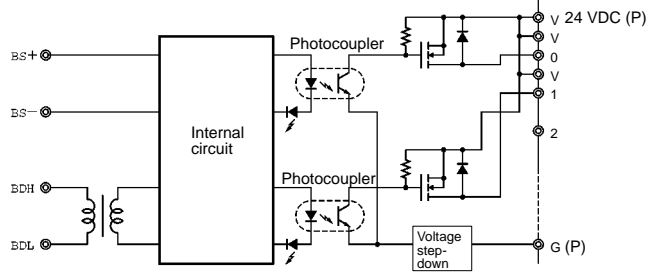 V 24 VDC (P)
V
Photocoupler
BS+
0
V
1
BS−
Internal
circuit
2
Photocoupler
BDH
Voltage
step-
down
BDL
G (P)